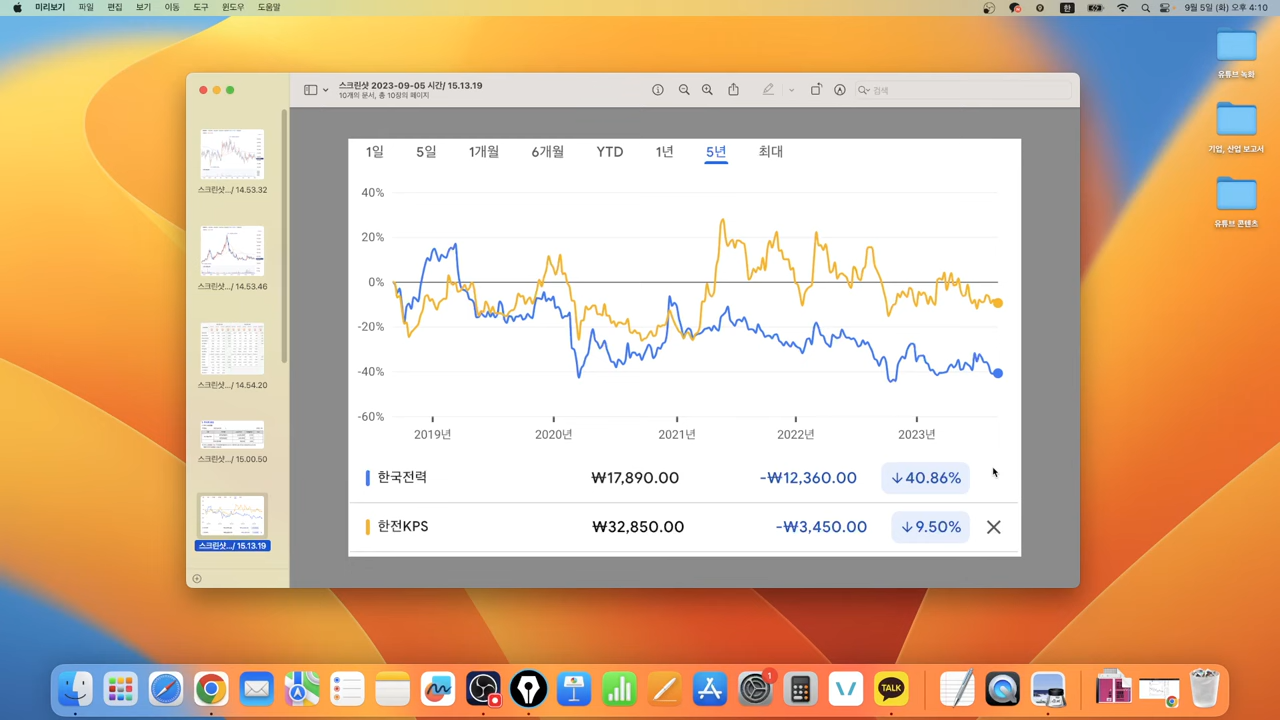 미리보기 파일 편집 보기 이동 도구 윈도우 도움말
한 9월 5일 (화) 오후 4:10
유튜브 녹화
기업, 산업 보고서
유튜브 콘텐츠
스크린샷 2023-09-05 시간/ 15.13.19
10개의 문서, 총 10장의 페이지
검색
스크린샷.../ 14.53.32
스크린샷.../ 14.53.46
스크린샷.../ 14.54.20
스크린샷.../ 15.00.50
스크린샷.../ 15.13.19
1일 5일 1개월 6개월 YTD 1년 5년 최대
40%
20%
0%
-20%
-40%
-60%
2019년 2020년 2021년 2022년 2023년
한국전력 ₩17,890.00 -₩12,360.00 ↓40.86%
한전KPS ₩32,850.00 -₩3,450.00 ↓9.50%
1
TALK